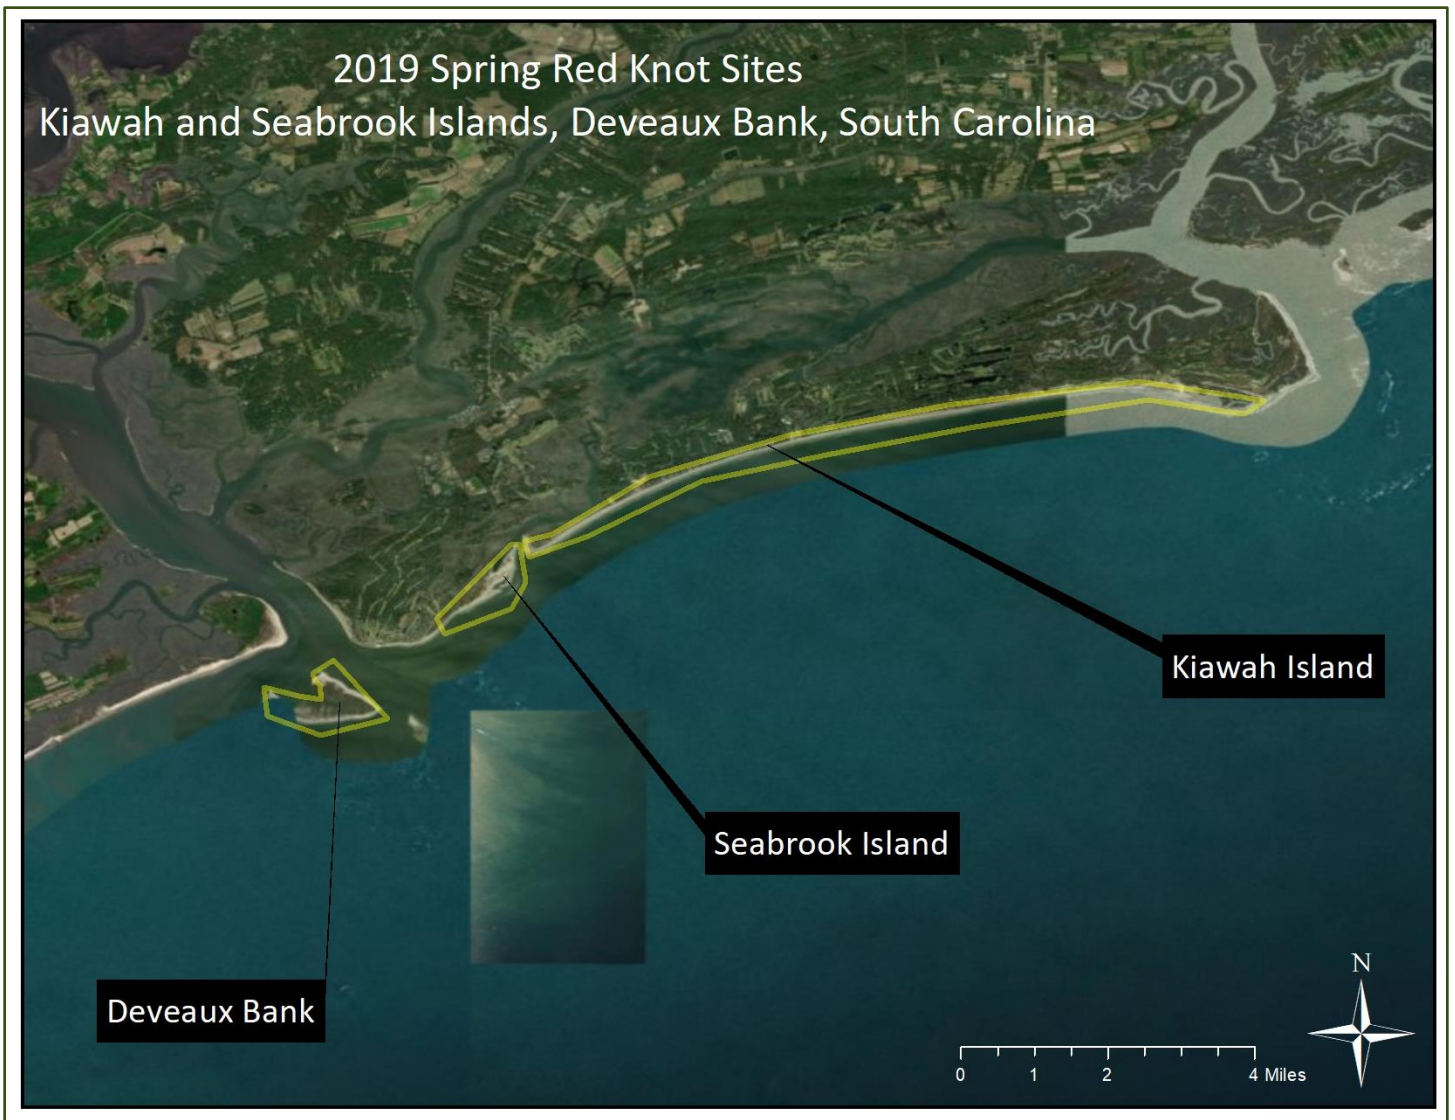 2019 Spring Red Knot Sites
Kiawah and Seabrook Islands, Deveaux Bank, South Carolina
Kiawah Island
Seabrook Island
Deveaux Bank
N
0 1 2 4 Miles